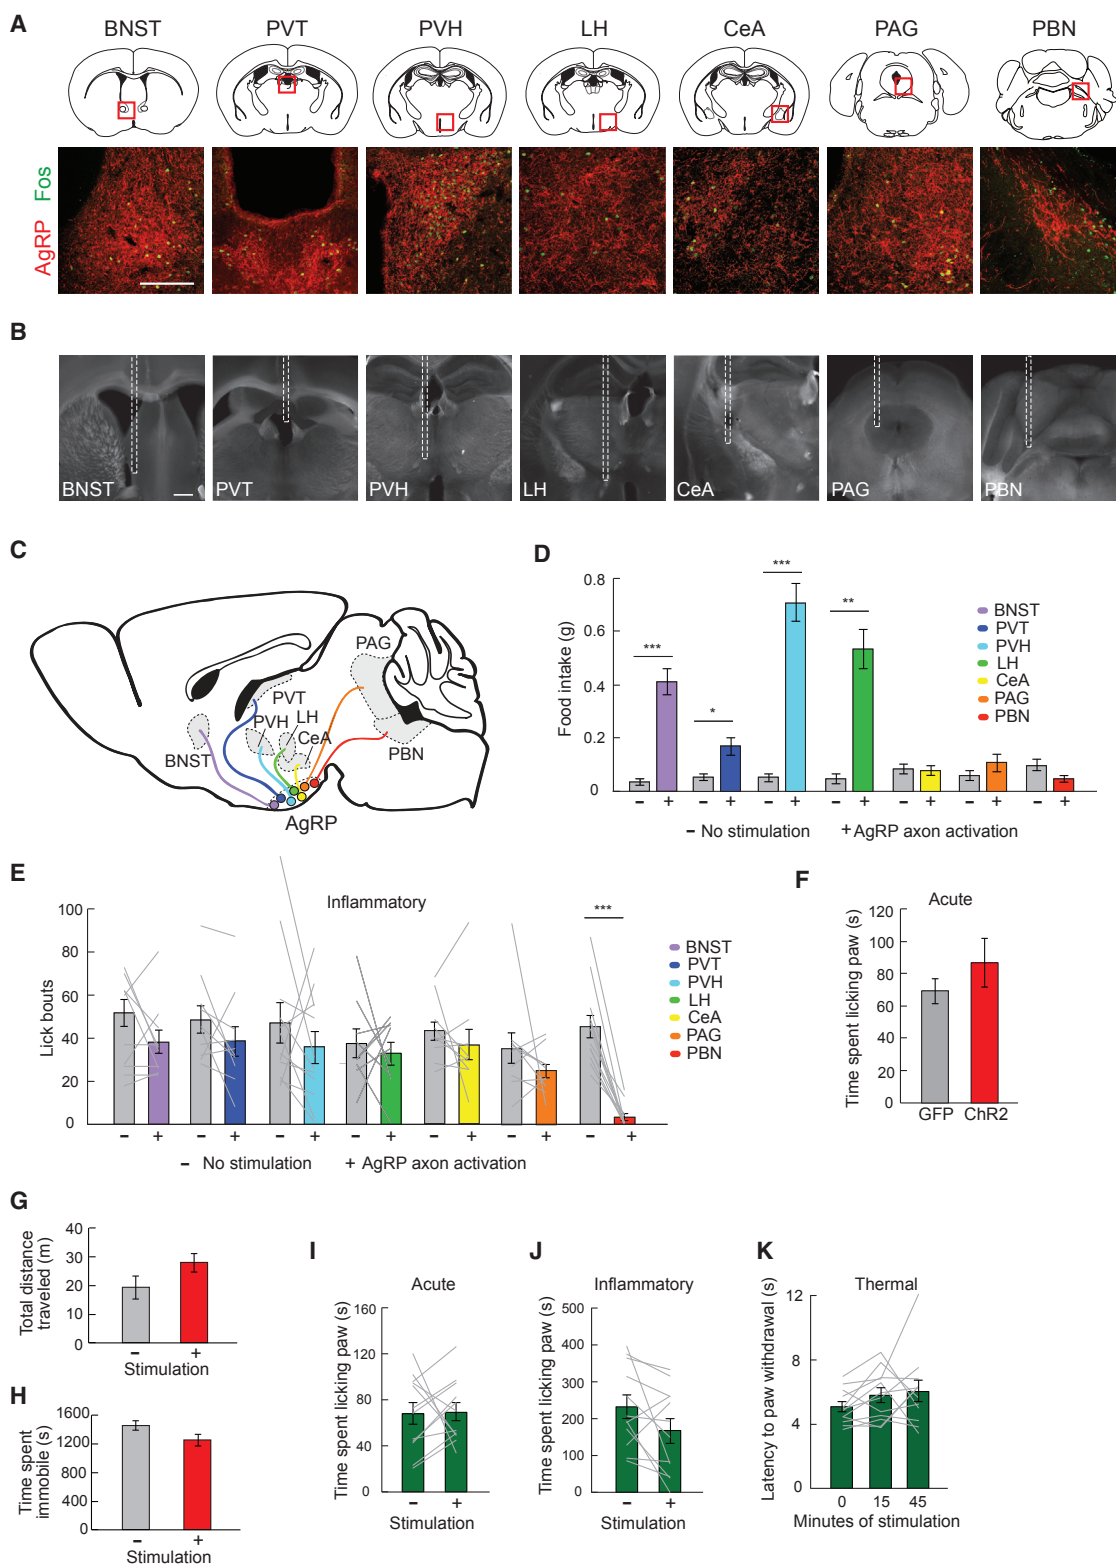 A
BNST PVT PVH LH CeA PAG PBN
AgRP Fos
B
BNST PVT PVH LH CeA PAG PBN
C
PAG
PVT
LH
PVH
CeA
BNST
PBN
AgRP
D
Food intake (g)
0.8
0.6
0.4
0.2
0
***
*
***
**
BNST
PVT
PVH
LH
CeA
PAG
PBN
− + − + − + − + − + − + − +
− No stimulation + AgRP axon activation
E
Inflammatory
Lick bouts
100
80
60
40
20
0
***
BNST
PVT
PVH
LH
CeA
PAG
PBN
− + − + − + − + − + − + − +
− No stimulation + AgRP axon activation
F
Acute
Time spent licking paw (s)
120
100
80
60
40
20
0
GFP ChR2
G
Total distance
traveled (m)
40
30
20
10
0
− +
Stimulation
H
Time spent
immobile (s)
1600
1200
800
400
0
− +
Stimulation
I
Acute
Time spent licking paw (s)
160
120
80
40
0
− +
Stimulation
J
Inflammatory
Time spent licking paw (s)
500
400
300
200
100
0
− +
Stimulation
K
Thermal
Latency to paw withdrawal (s)
12
8
4
0
0 15 45
Minutes of stimulation